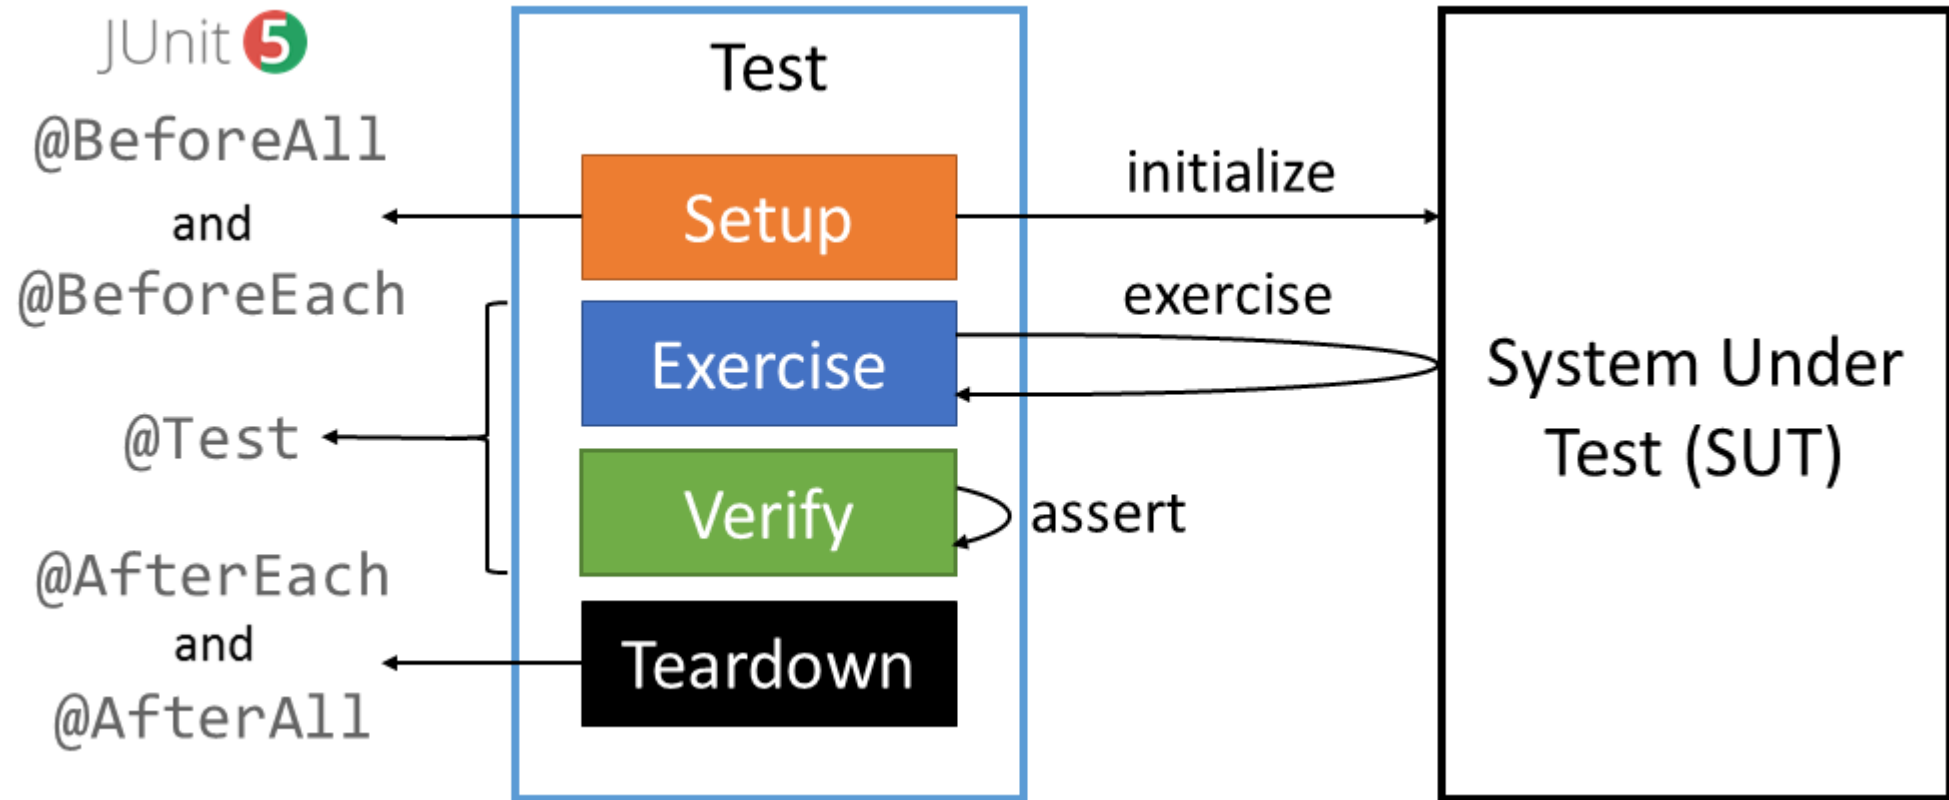 JUnit 5
@BeforeAll
and
@BeforeEach
@Test
@AfterEach
and
@AfterAll
Test
Setup
Exercise
Verify
Teardown
initialize
exercise
assert
System Under
Test (SUT)